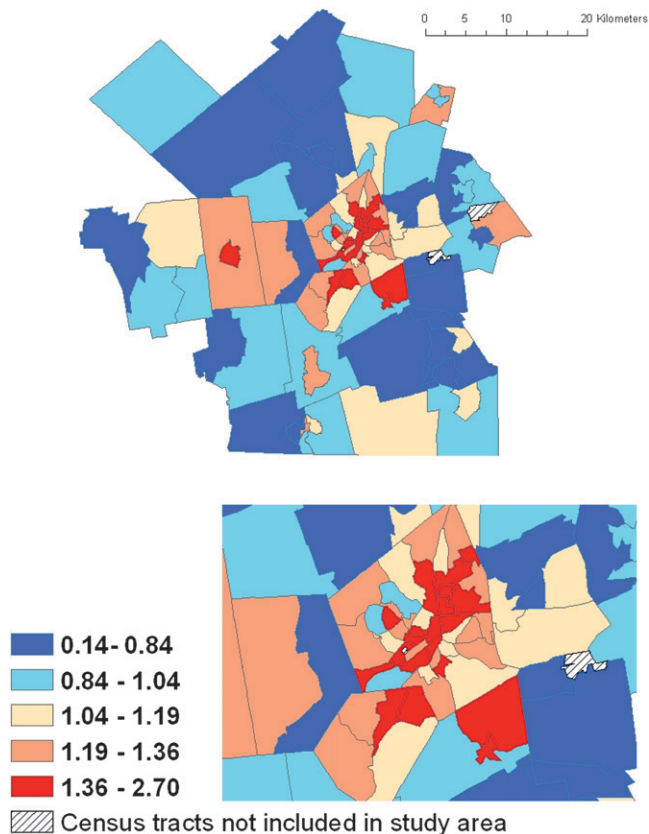 0 5 10 20 Kilometers
0.14- 0.84
0.84 - 1.04
1.04 - 1.19
1.19 - 1.36
1.36 - 2.70
Census tracts not included in study area